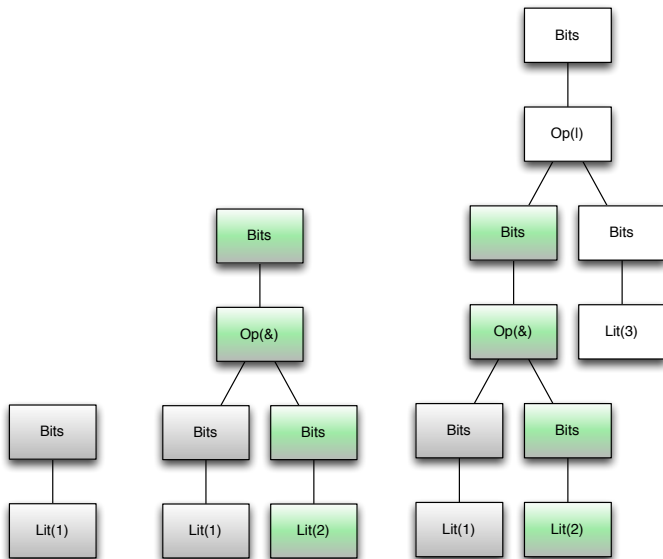 Bits
Op(|)
Bits
Bits
Bits
Op(&)
Op(&)
Lit(3)
Bits
Bits
Bits
Bits
Bits
Lit(1)
Lit(1)
Lit(2)
Lit(1)
Lit(2)